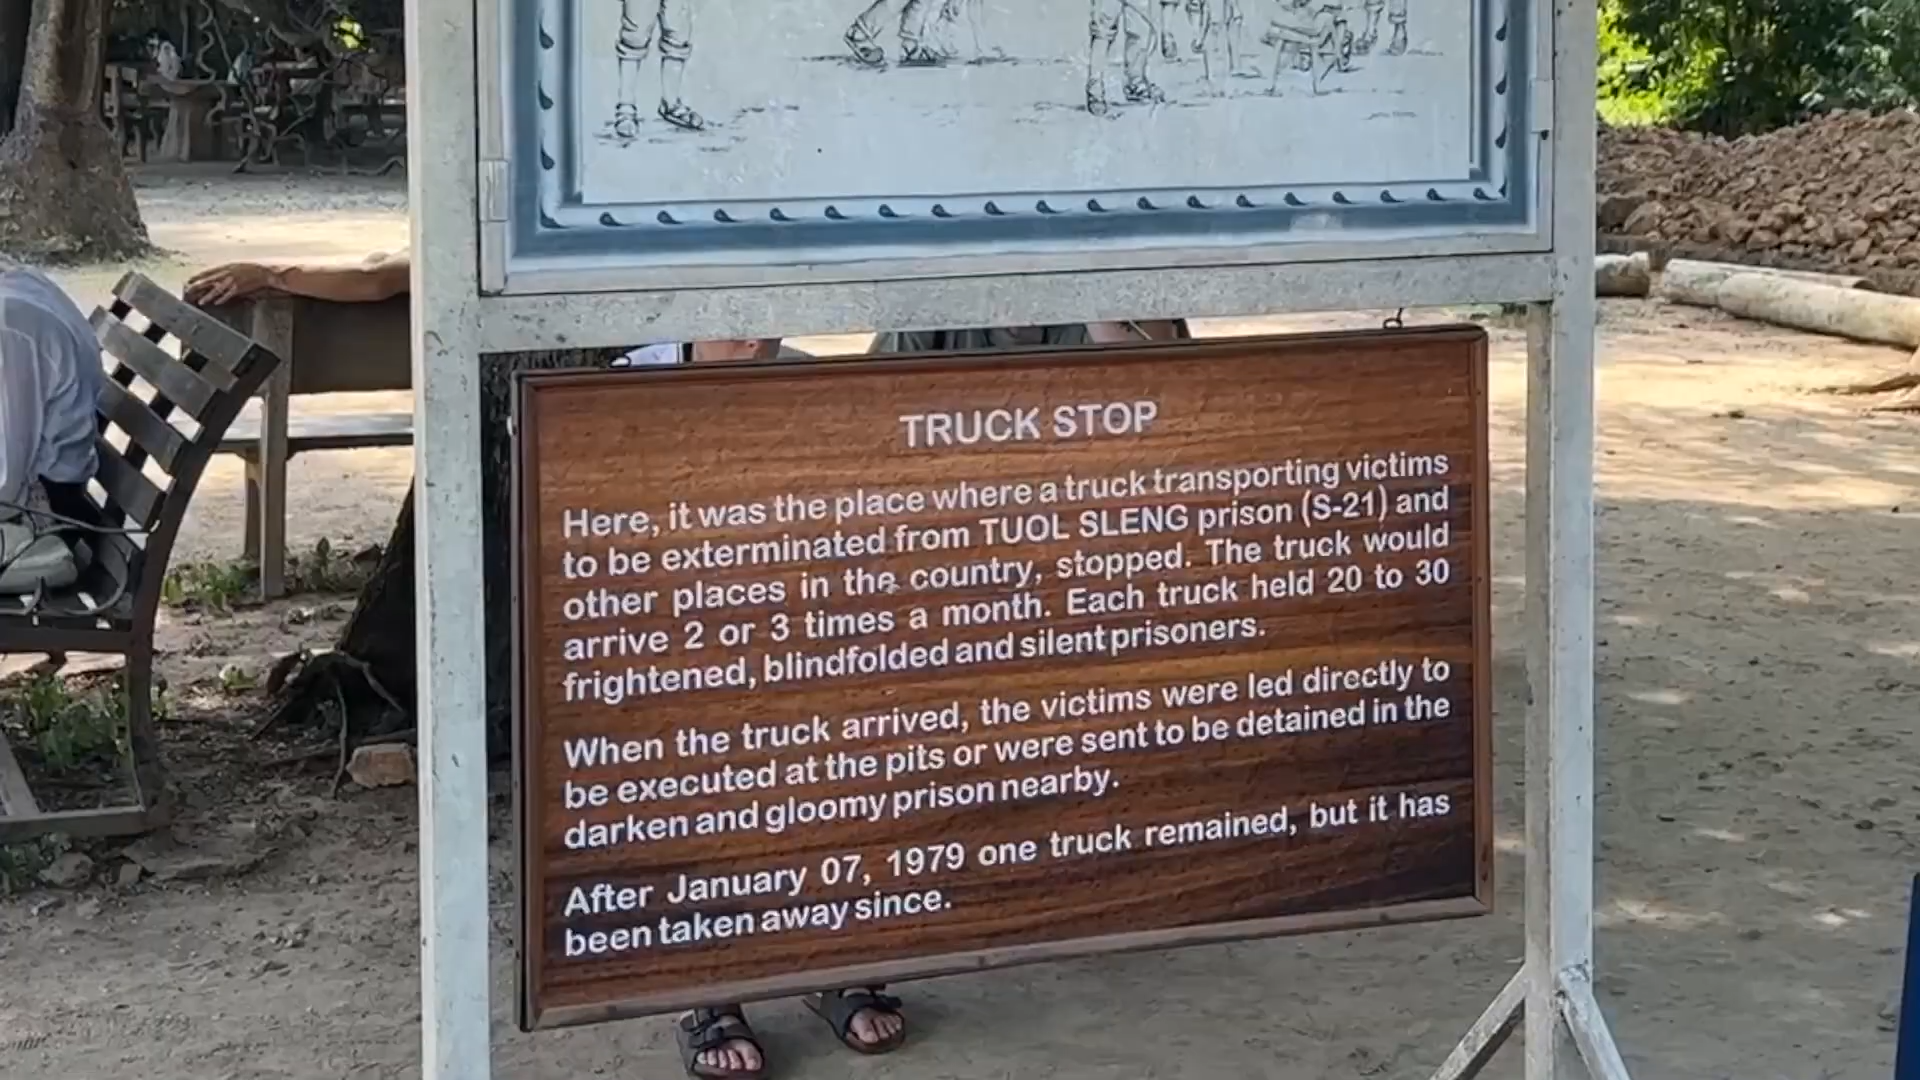 TRUCK STOP
Here, it was the place where a truck transporting victims
to be exterminated from TUOL SLENG prison (S-21) and
other places in the country, stopped. The truck would
arrive 2 or 3 times a month. Each truck held 20 to 30
frightened, blindfolded and silent prisoners.
When the truck arrived, the victims were led directly to
be executed at the pits or were sent to be detained in the
darken and gloomy prison nearby.
After January 07, 1979 one truck remained, but it has
been taken away since.